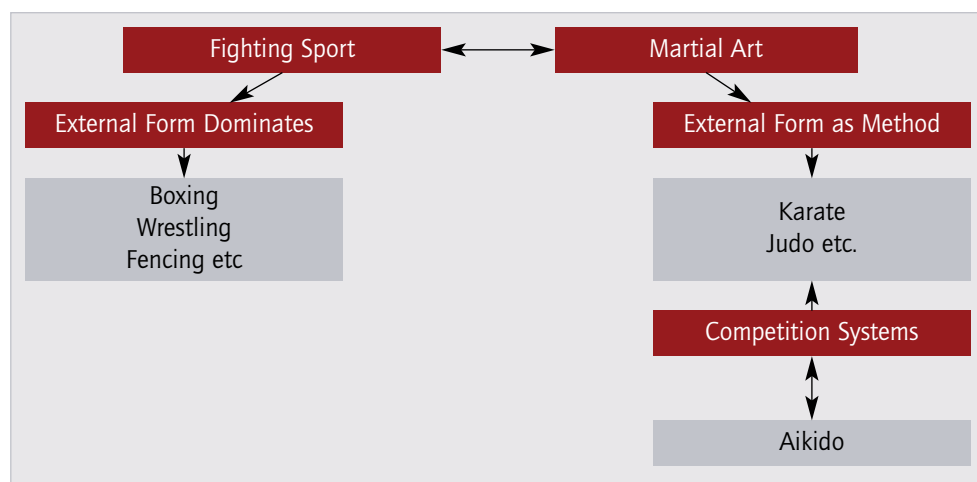 Fighting Sport
Martial Art
External Form Dominates
External Form as Method
Boxing
Wrestling
Fencing etc
Karate
Judo etc.
Competition Systems
Aikido